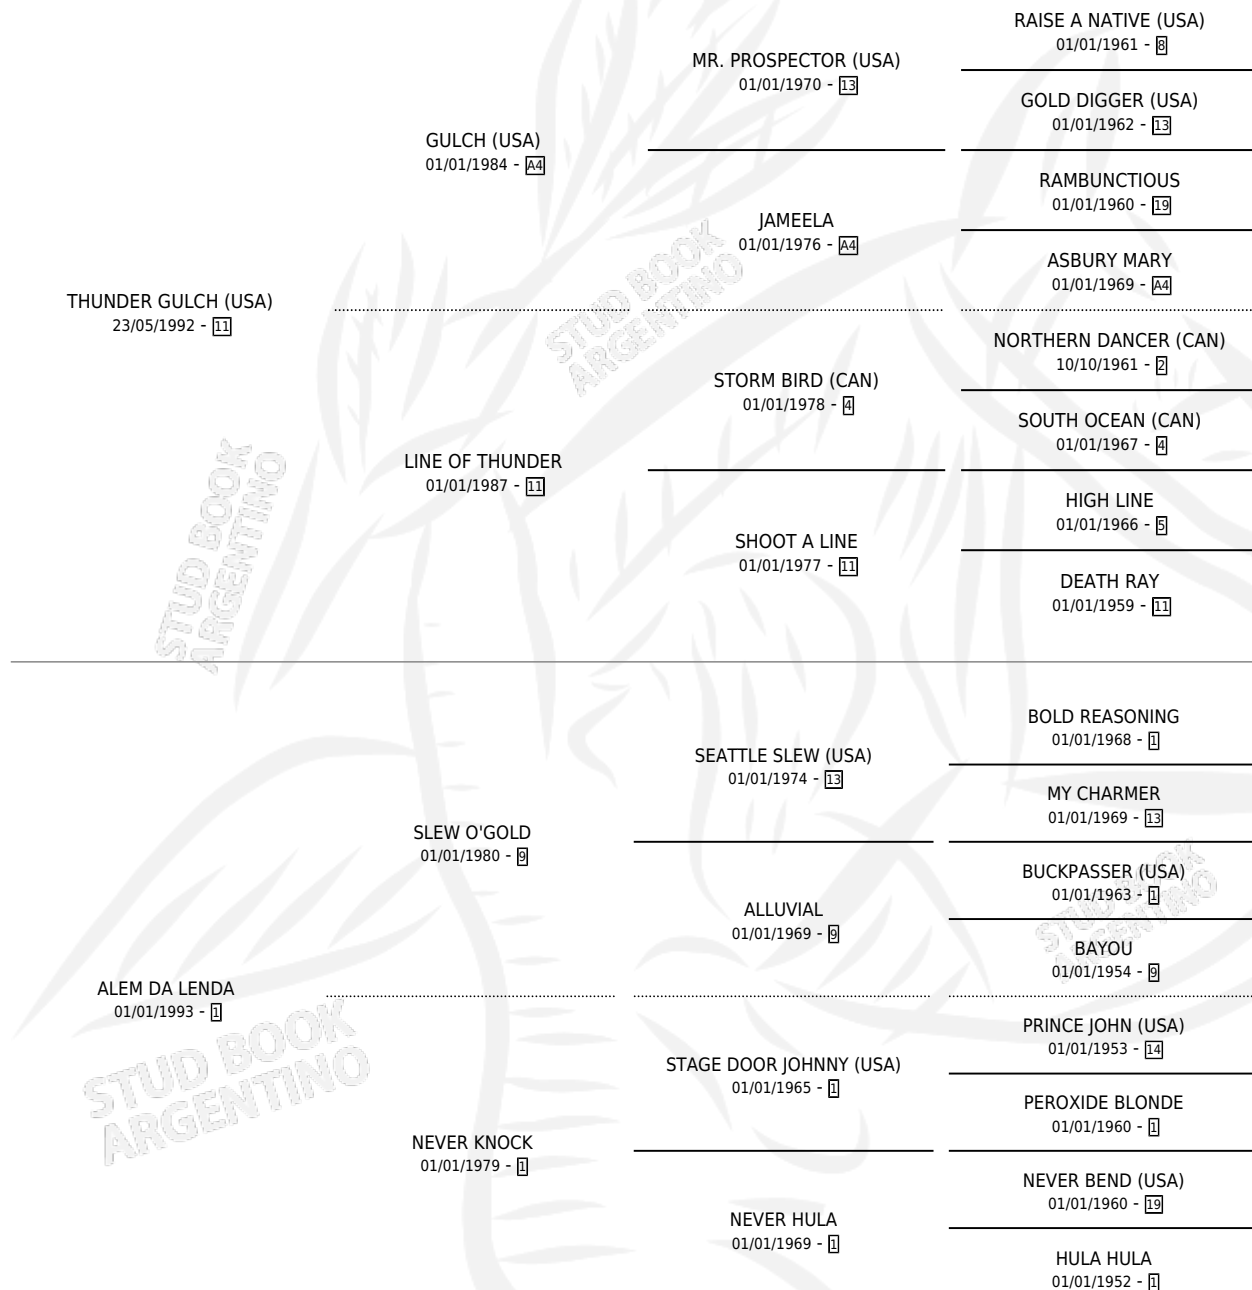 THUNDER GULCH (USA)
23/05/1992 - 11
GULCH (USA)
01/01/1984 - A4
MR. PROSPECTOR (USA)
01/01/1970 - 13
RAISE A NATIVE (USA)
01/01/1961 - 8
GOLD DIGGER (USA)
01/01/1962 - 13
JAMEELA
01/01/1976 - A4
RAMBUNCTIOUS
01/01/1960 - 19
ASBURY MARY
01/01/1969 - A4
LINE OF THUNDER
01/01/1987 - 11
STORM BIRD (CAN)
01/01/1978 - 4
NORTHERN DANCER (CAN)
10/10/1961 - 2
SOUTH OCEAN (CAN)
01/01/1967 - 4
SHOOT A LINE
01/01/1977 - 11
HIGH LINE
01/01/1966 - 5
DEATH RAY
01/01/1959 - 11
ALEM DA LENDA
01/01/1993 - 1
SLEW O'GOLD
01/01/1980 - 9
SEATTLE SLEW (USA)
01/01/1974 - 13
BOLD REASONING
01/01/1968 - 1
MY CHARMER
01/01/1969 - 13
ALLUVIAL
01/01/1969 - 9
BUCKPASSER (USA)
01/01/1963 - 1
BAYOU
01/01/1954 - 9
NEVER KNOCK
01/01/1979 - 1
STAGE DOOR JOHNNY (USA)
01/01/1965 - 1
PRINCE JOHN (USA)
01/01/1953 - 14
PEROXIDE BLONDE
01/01/1960 - 1
NEVER HULA
01/01/1969 - 1
NEVER BEND (USA)
01/01/1960 - 19
HULA HULA
01/01/1952 - 1
STUD BOOK
ARGENTINO
STUD BOOK
ARGENTINO
STUD BOOK
ARGENTINO
STUD BOOK
ARGENTINO